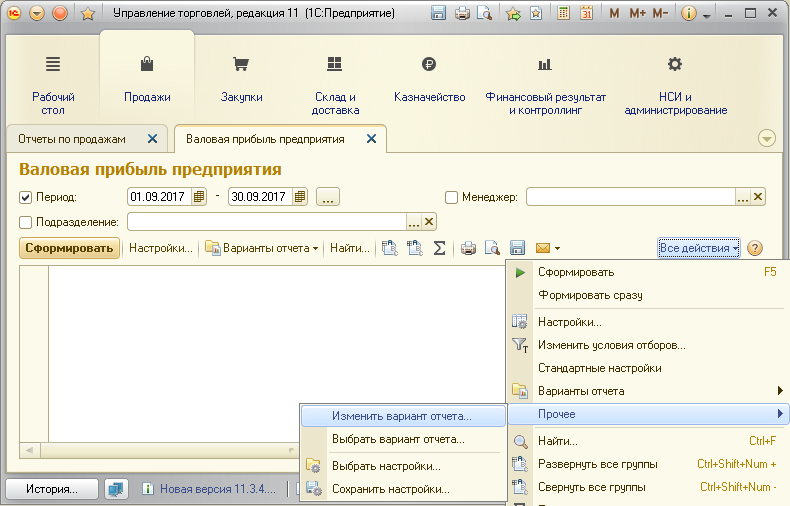 Управление торговлей, редакция 11 (1С:Предприятие)
M M+ M-
Рабочий стол
Продажи
Закупки
Склад и доставка
Казначейство
Финансовый результат и контроллинг
НСИ и администрирование
Отчеты по продажам
Валовая прибыль предприятия
Валовая прибыль предприятия
Период: 01.09.2017 - 30.09.2017 ...
Менеджер: ...
Подразделение: ...
Сформировать Настройки... Варианты отчета Найти... Все действия
Сформировать F5
Формировать сразу
Настройки...
Изменить условия отборов...
Стандартные настройки
Варианты отчета
Прочее
Найти... Ctrl+F
Развернуть все группы Ctrl+Shift+Num +
Свернуть все группы Ctrl+Shift+Num -
Изменить вариант отчета...
Выбрать вариант отчета...
Выбрать настройки...
Сохранить настройки...
История...
Новая версия 11.3.4....